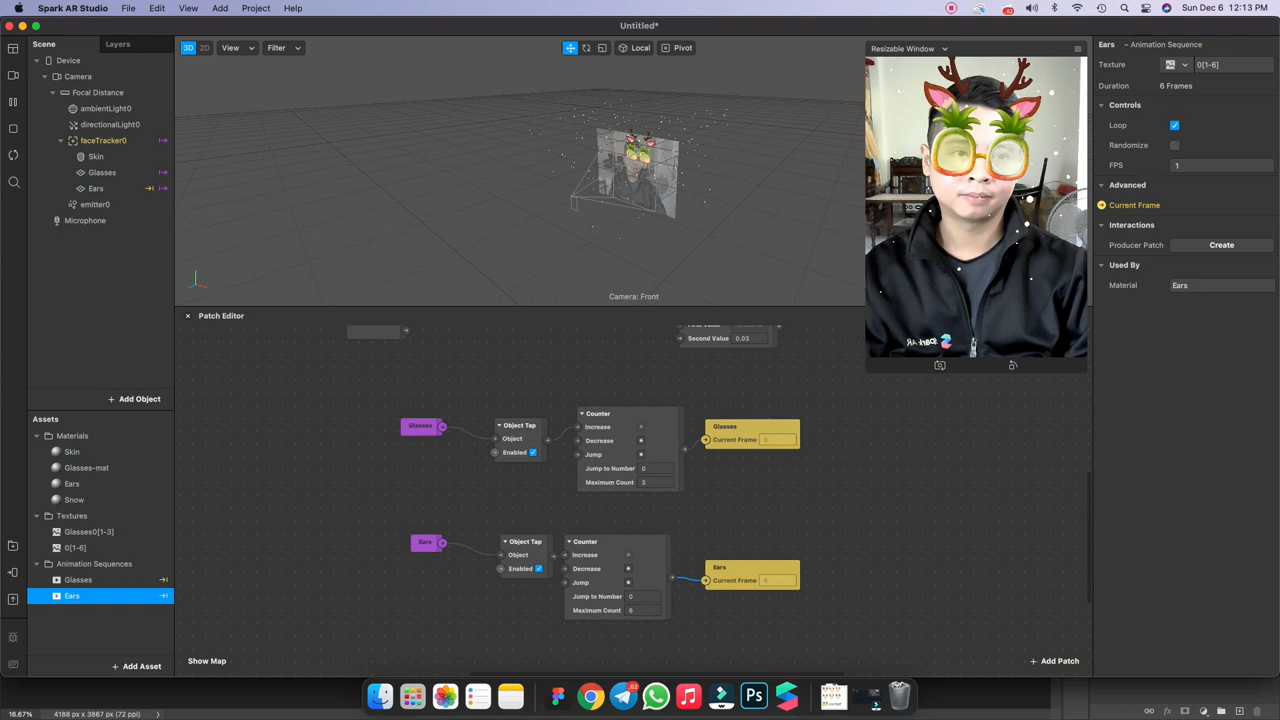 Spark AR Studio File Edit View Add Project Help
62
Sun Dec 6 12:13 PM
Untitled*
Scene
Layers
Device
Camera
Focal Distance
ambientLight0
directionalLight0
faceTracker0
Skin
Glasses
Ears
emitter0
Microphone
Add Object
Assets
Materials
Skin
Glasses-mat
Ears
Snow
Textures
Glasses0[1-3]
0[1-6]
Animation Sequences
Glasses
Ears
Add Asset
3D 2D View Filter
Local Pivot
Camera: Front
Resizable Window
Patch Editor
Second Value 0.03
Glasses
Object Tap
Object
Enabled
Counter
Increase
Decrease
Jump
Jump to Number 0
Maximum Count 3
Glasses
Current Frame
Ears
Object Tap
Object
Enabled
Counter
Increase
Decrease
Jump
Jump to Number 0
Maximum Count 6
Ears
Current Frame
Show Map
Add Patch
Ears – Animation Sequence
Texture 0[1-6]
Duration 6 Frames
Controls
Loop
Randomize
FPS 1
Advanced
Current Frame
Interactions
Producer Patch Create
Used By
Material Ears
62
Ps
16.67% 4188 px x 3867 px (72 ppi)
fx